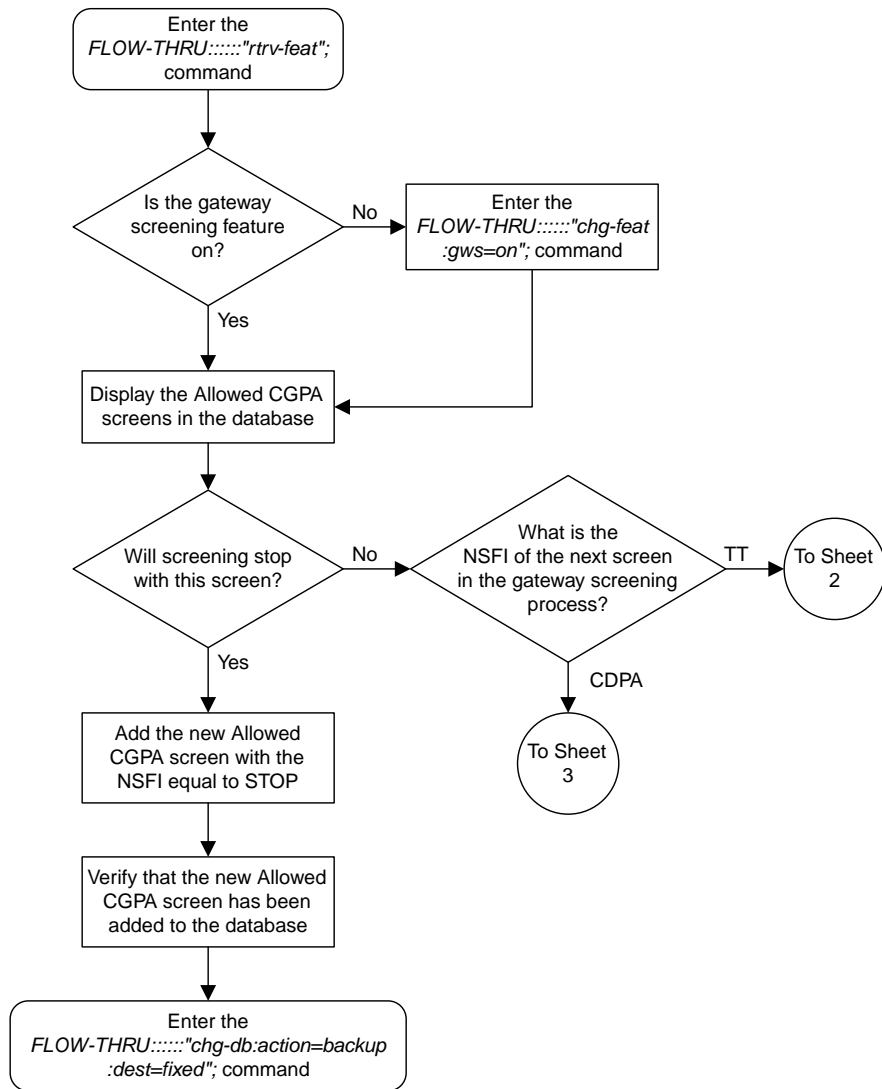 Enter the
FLOW-THRU::::::"rtrv-feat";
command
Is the gateway
screening feature
on?
No
Enter the
FLOW-THRU::::::"chg-feat
:gws=on"; command
Yes
Display the Allowed CGPA
screens in the database
Will screening stop
with this screen?
No
What is the
NSFI of the next screen
in the gateway screening
process?
TT
To Sheet
2
Yes
CDPA
Add the new Allowed
CGPA screen with the
NSFI equal to STOP
To Sheet
3
Verify that the new Allowed
CGPA screen has been
added to the database
Enter the
FLOW-THRU::::::"chg-db:action=backup
:dest=fixed"; command